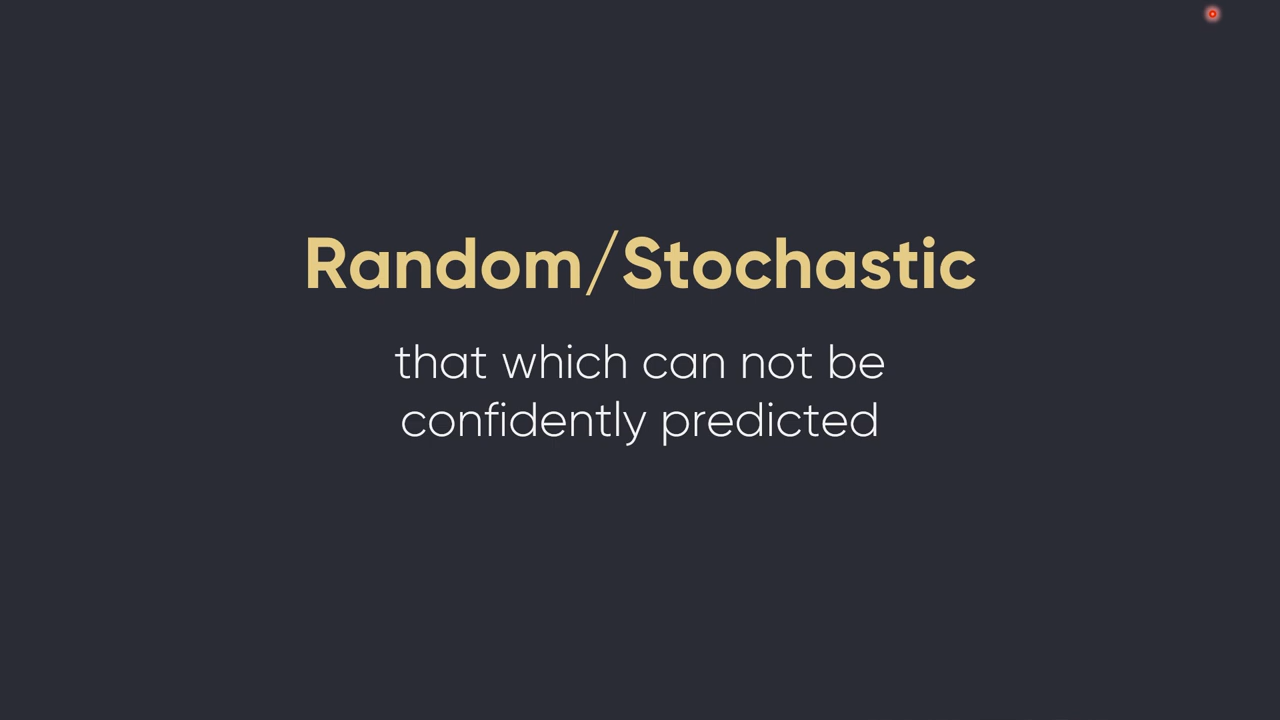 Random/Stochastic
that which can not be
confidently predicted